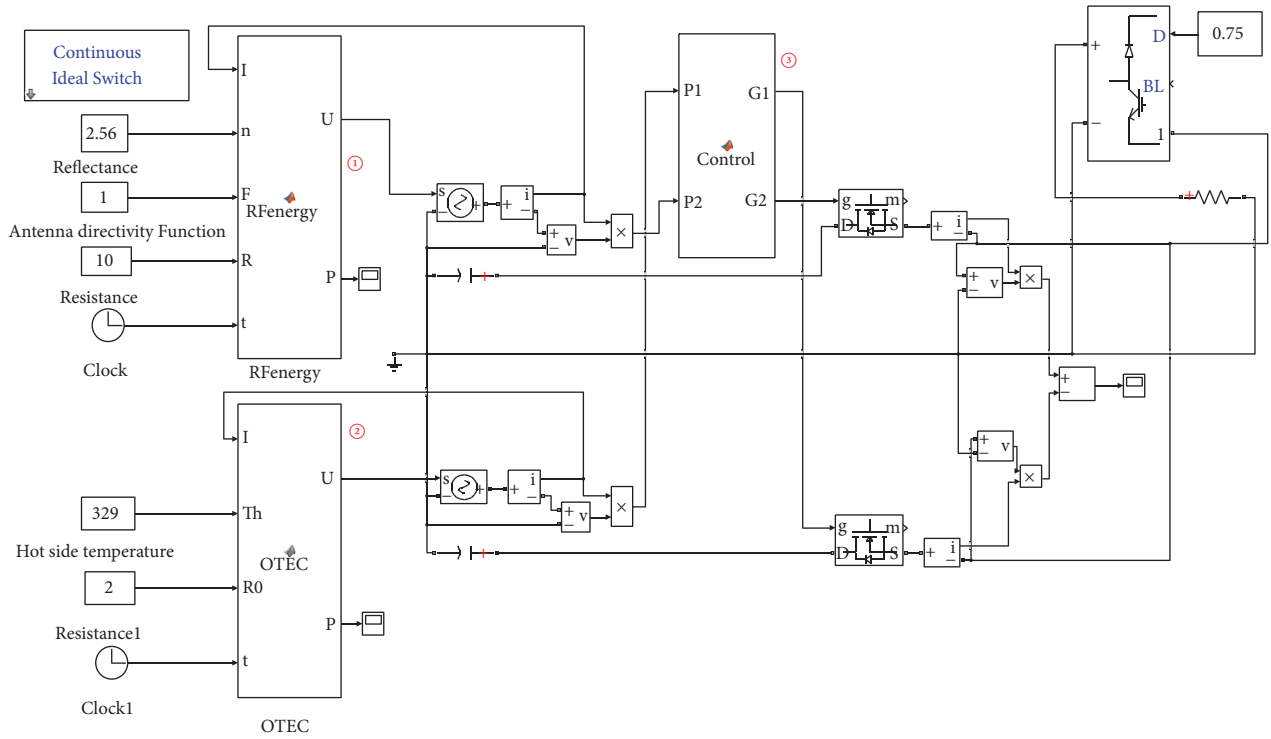 Continuous
Ideal Switch
2.56
Reflectance
1
Antenna directivity Function
10
Resistance
Clock
I
n
F
R
t
RFenergy
U
P
RFenergy
①
s
−
+
+
i
−
+
−
v
×
P1
P2
Control
G1
G2
③
g
m
D
S
+
i
−
+
−
v
×
+
−
D
BL
1
0.75
+
+
−
+
329
Hot side temperature
2
Resistance1
Clock1
I
Th
R0
t
OTEC
U
P
OTEC
②
s
−
+
+
i
−
+
−
v
×
+
g
m
D
S
+
i
−
+
−
v
×
+
−